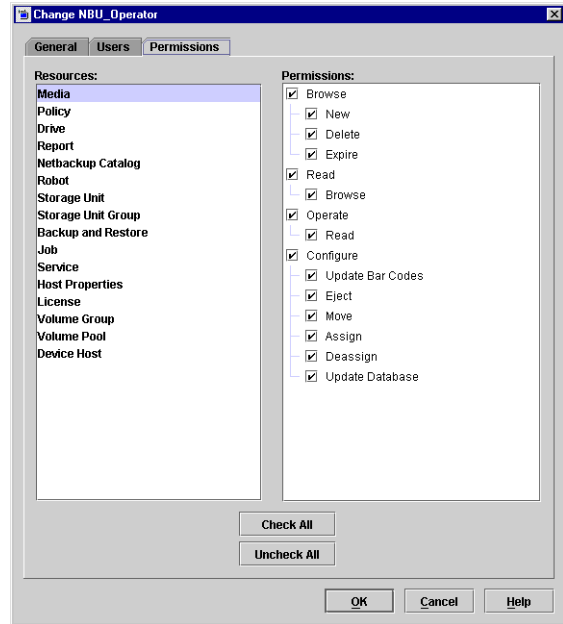 Change NBU_Operator
General Users Permissions
Resources: Permissions:
Media
Policy
Drive
Report
Netbackup Catalog
Robot
Storage Unit
Storage Unit Group
Backup and Restore
Job
Service
Host Properties
License
Volume Group
Volume Pool
Device Host
Browse
New
Delete
Expire
Read
Browse
Operate
Read
Configure
Update Bar Codes
Eject
Move
Assign
Deassign
Update Database
Check All
Uncheck All
OK Cancel Help